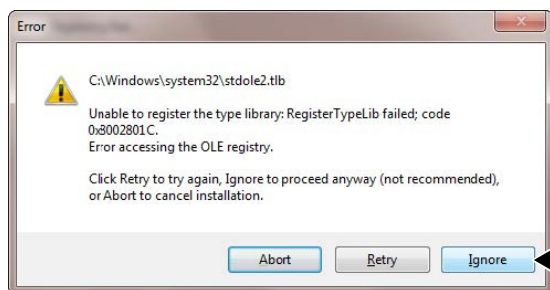 Error
C:\Windows\system32\stdole2.tlb
Unable to register the type library: RegisterTypeLib failed; code
0x8002801C.
Error accessing the OLE registry.
Click Retry to try again, Ignore to proceed anyway (not recommended),
or Abort to cancel installation.
Abort Retry Ignore